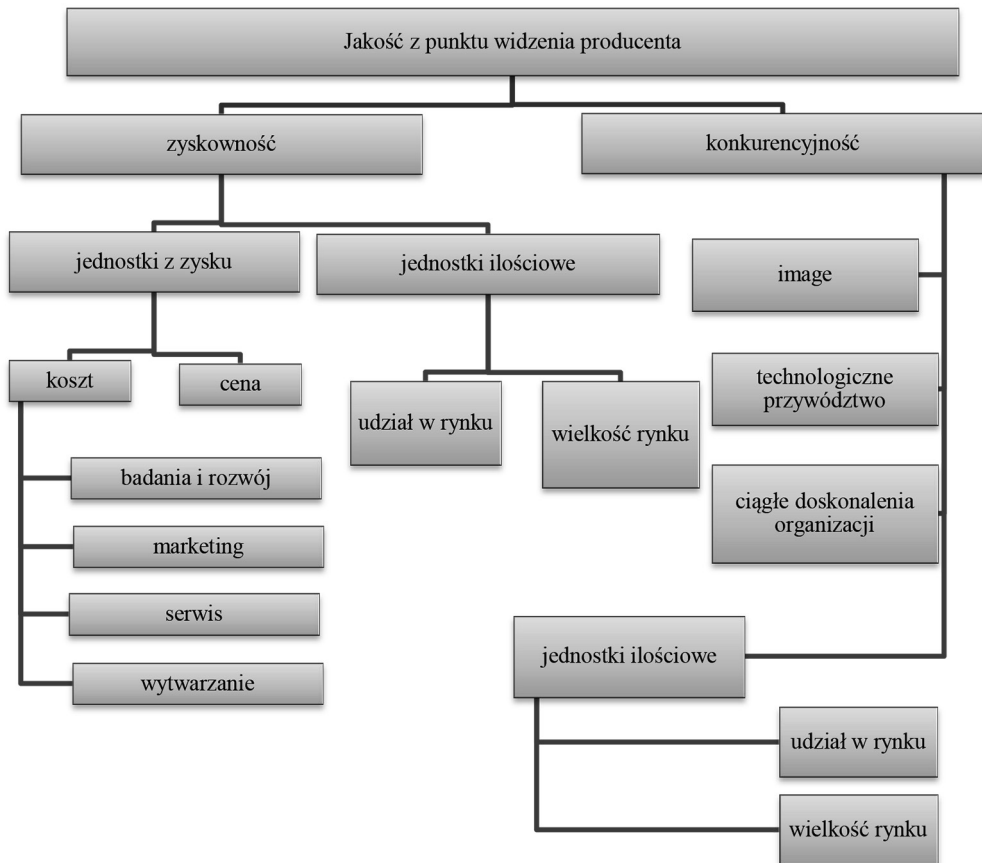 Jakość z punktu widzenia producenta
zyskowność
konkurencyjność
jednostki z zysku
jednostki ilościowe
image
koszt
cena
technologiczne
przywództwo
udział w rynku
wielkość rynku
badania i rozwój
ciągłe doskonalenia
organizacji
marketing
serwis
wytwarzanie
jednostki ilościowe
udział w rynku
wielkość rynku